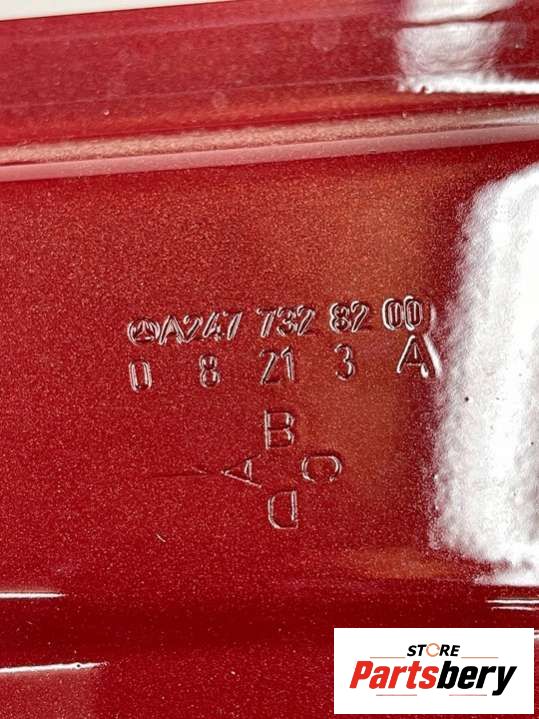 A247 732 82 00
0 8 21 3 A
B
A C
D
STORE
Partsbery